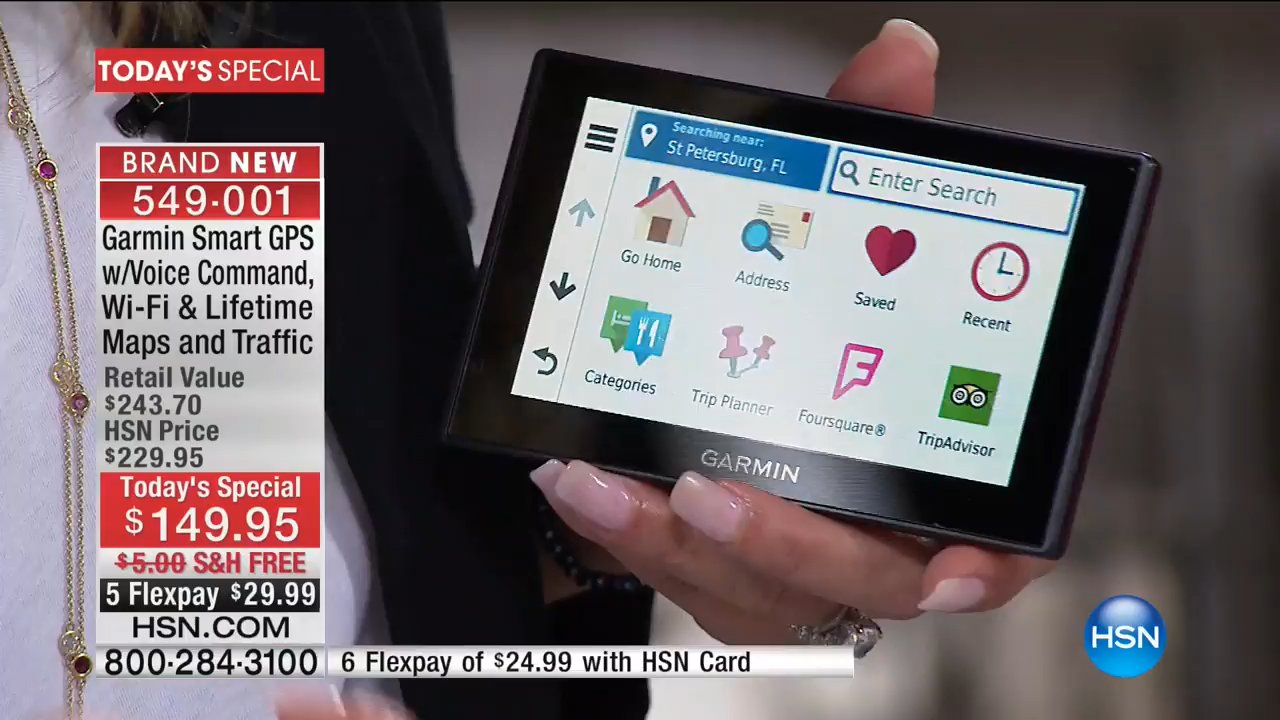 TODAY'S SPECIAL
BRAND NEW
549·001
Garmin Smart GPS
w/Voice Command,
Wi-Fi & Lifetime
Maps and Traffic
Retail Value
$243.70
HSN Price
$229.95
Today's Special
$149.95
$5.00 S&H FREE
5 Flexpay $29.99
HSN.COM
800·284·3100
6 Flexpay of $24.99 with HSN Card
Searching near:
St Petersburg, FL
Enter Search
Go Home
Address
Saved
Recent
Categories
Trip Planner
Foursquare®
TripAdvisor
GARMIN
HSN